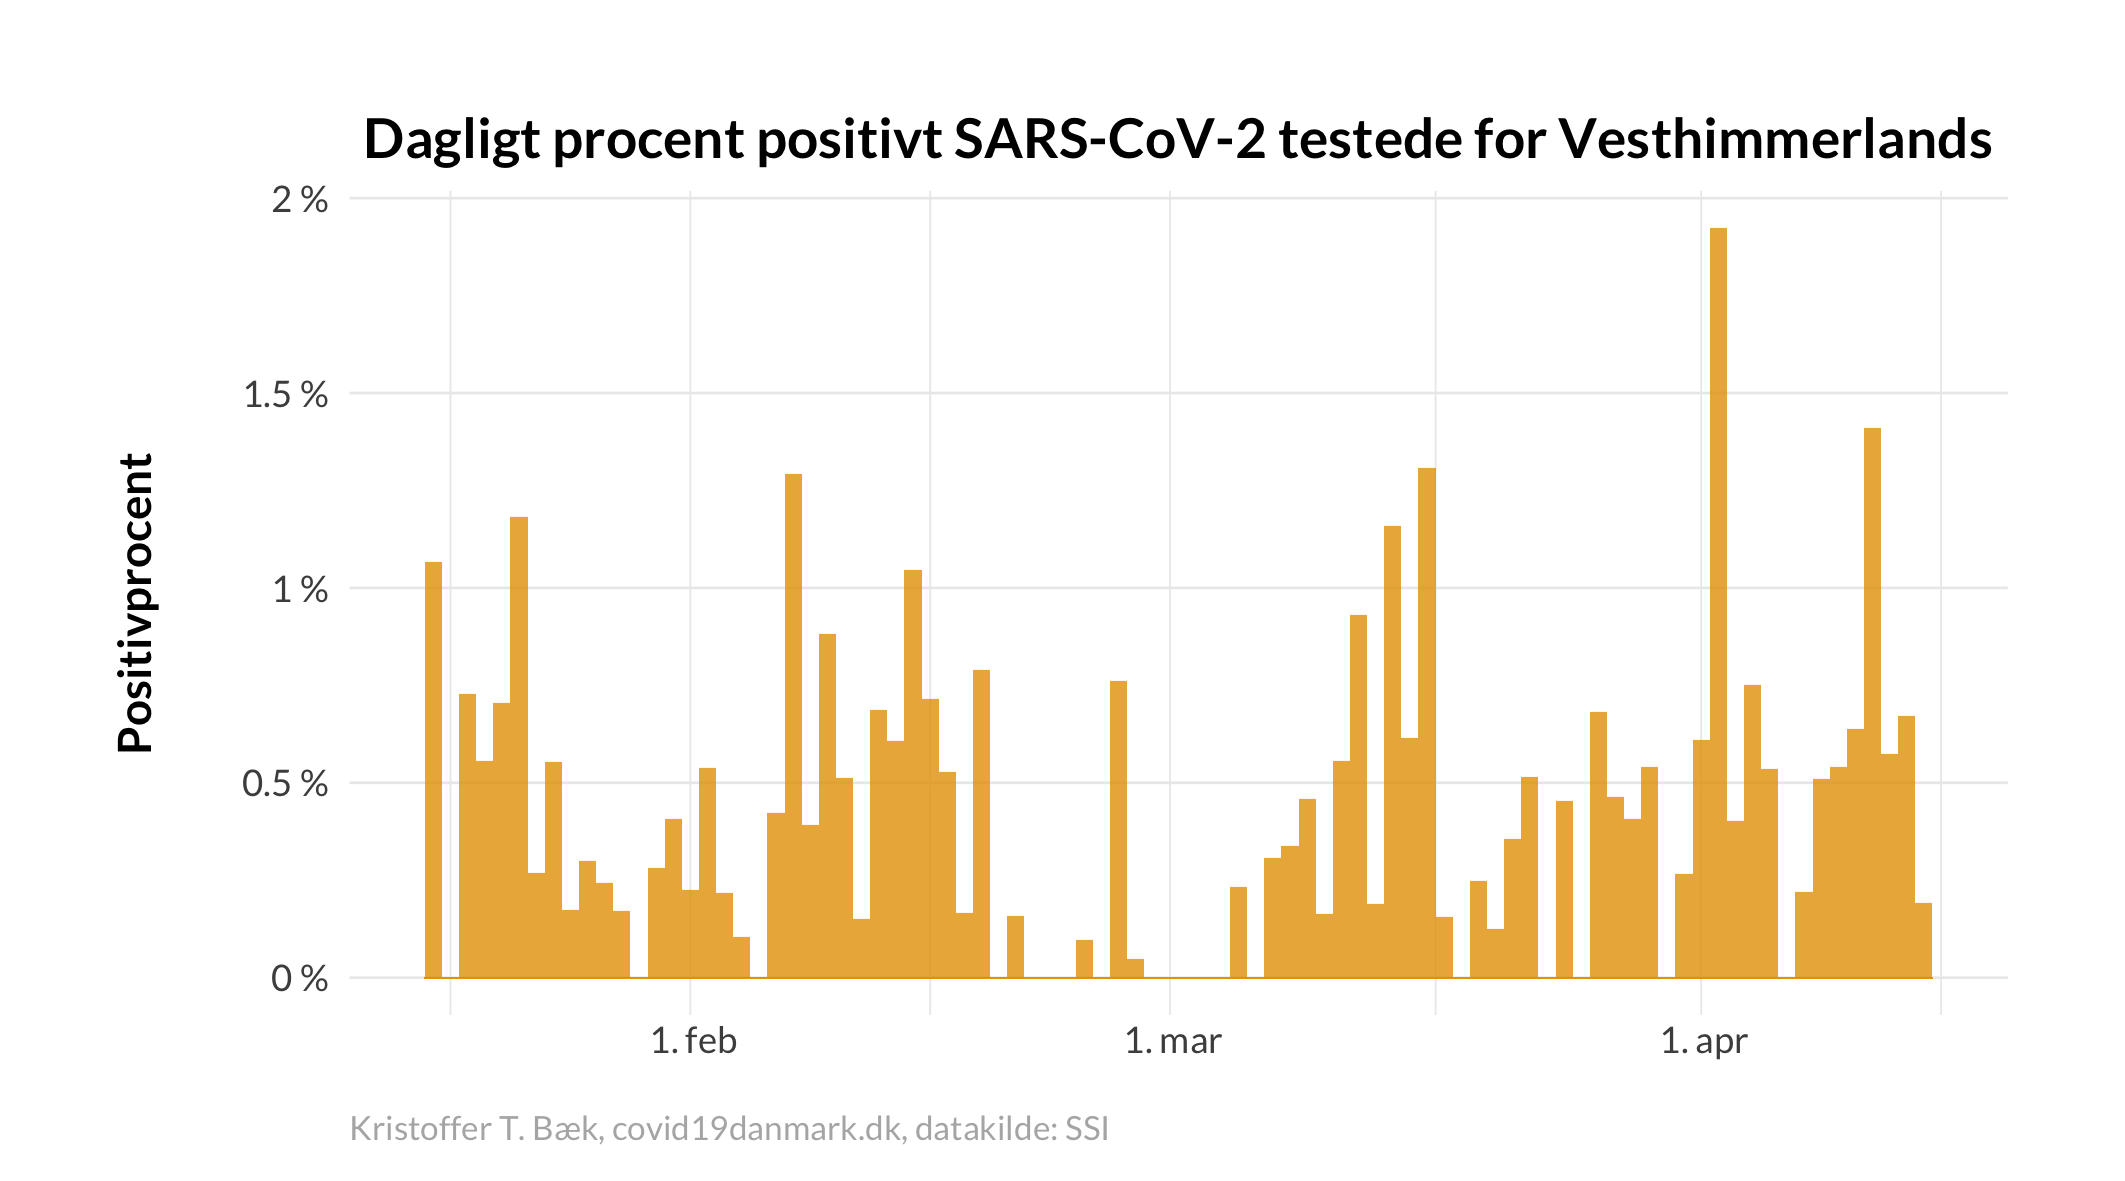 Dagligt procent positivt SARS-CoV-2 testede for Vesthimmerlands
2 %
1.5 %
1 %
0.5 %
0 %
Positivprocent
1. feb
1. mar
1. apr
Kristoffer T. Bæk, covid19danmark.dk, datakilde: SSI